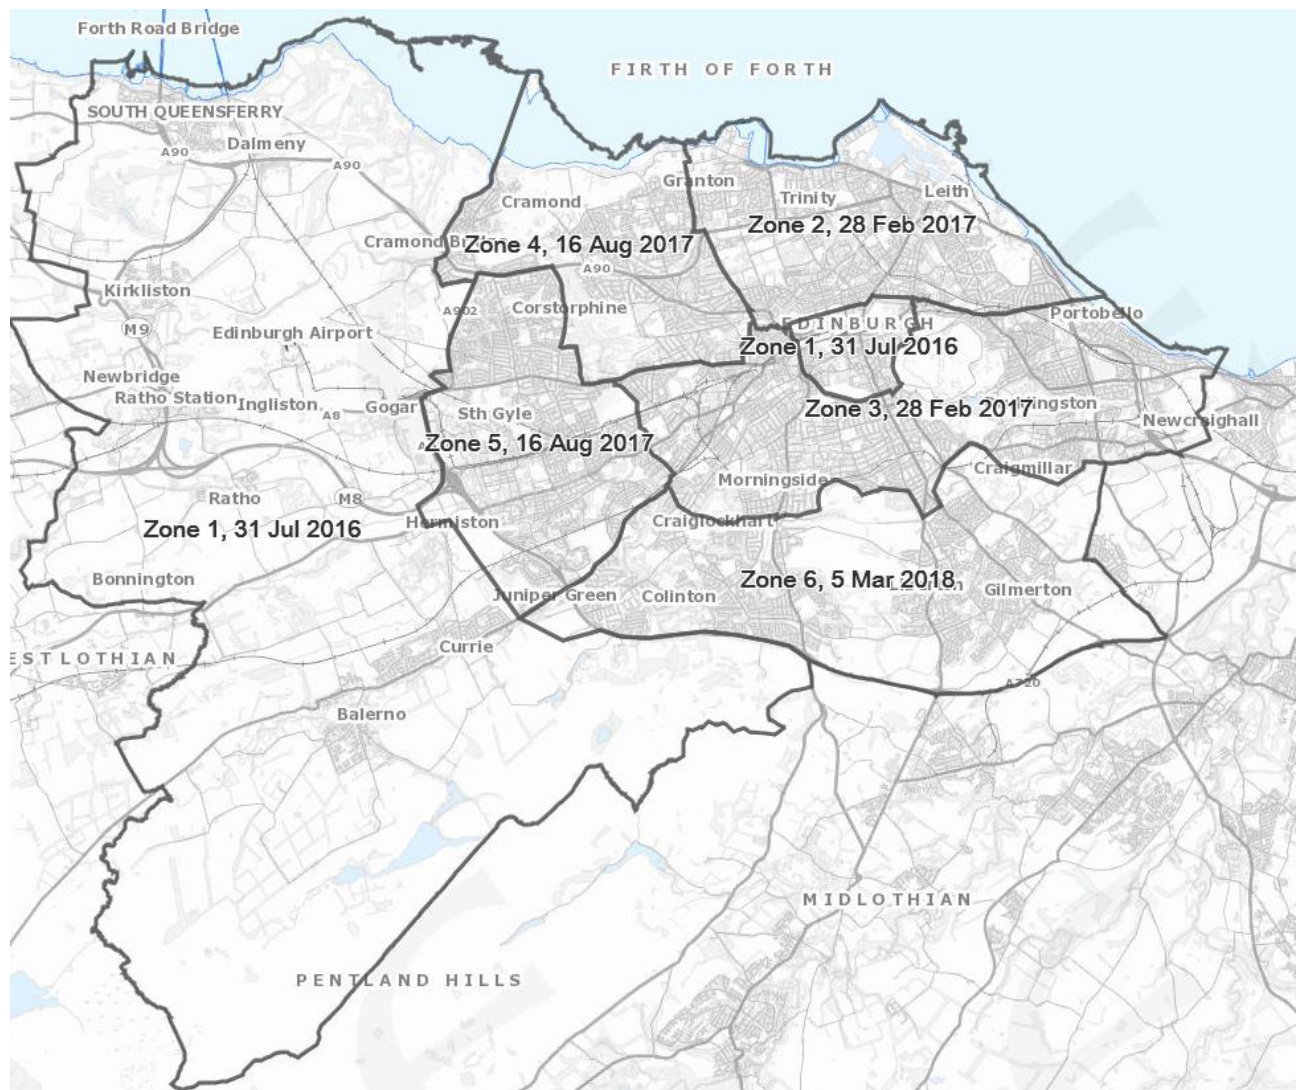 Forth Road Bridge
FIRTH OF FORTH
SOUTH QUEENSFERRY
Dalmeny
A90
A90
Granton
Cramond
Trinity
Leith
Zone 2, 28 Feb 2017
Cramond
Zone 4, 16 Aug 2017
A90
Kirkliston
A902
Corstorphine
Portobello
M9
Edinburgh Airport
EDINBURGH
Zone 1, 31 Jul 2016
Newbridge
Ratho Station
Ingliston
A8
Gogar
Sth Gyle
Zone 3, 28 Feb 2017
Newcraighall
Zone 5, 16 Aug 2017
Craigmillar
Morningside
Ratho
M8
Hermiston
Craiglockhart
Zone 1, 31 Jul 2016
Bonnington
Zone 6, 5 Mar 2018
Gilmerton
Juniper Green
Colinton
Currie
EST LOTHIAN
A720
Balerno
MIDLOTHIAN
PENTLAND HILLS